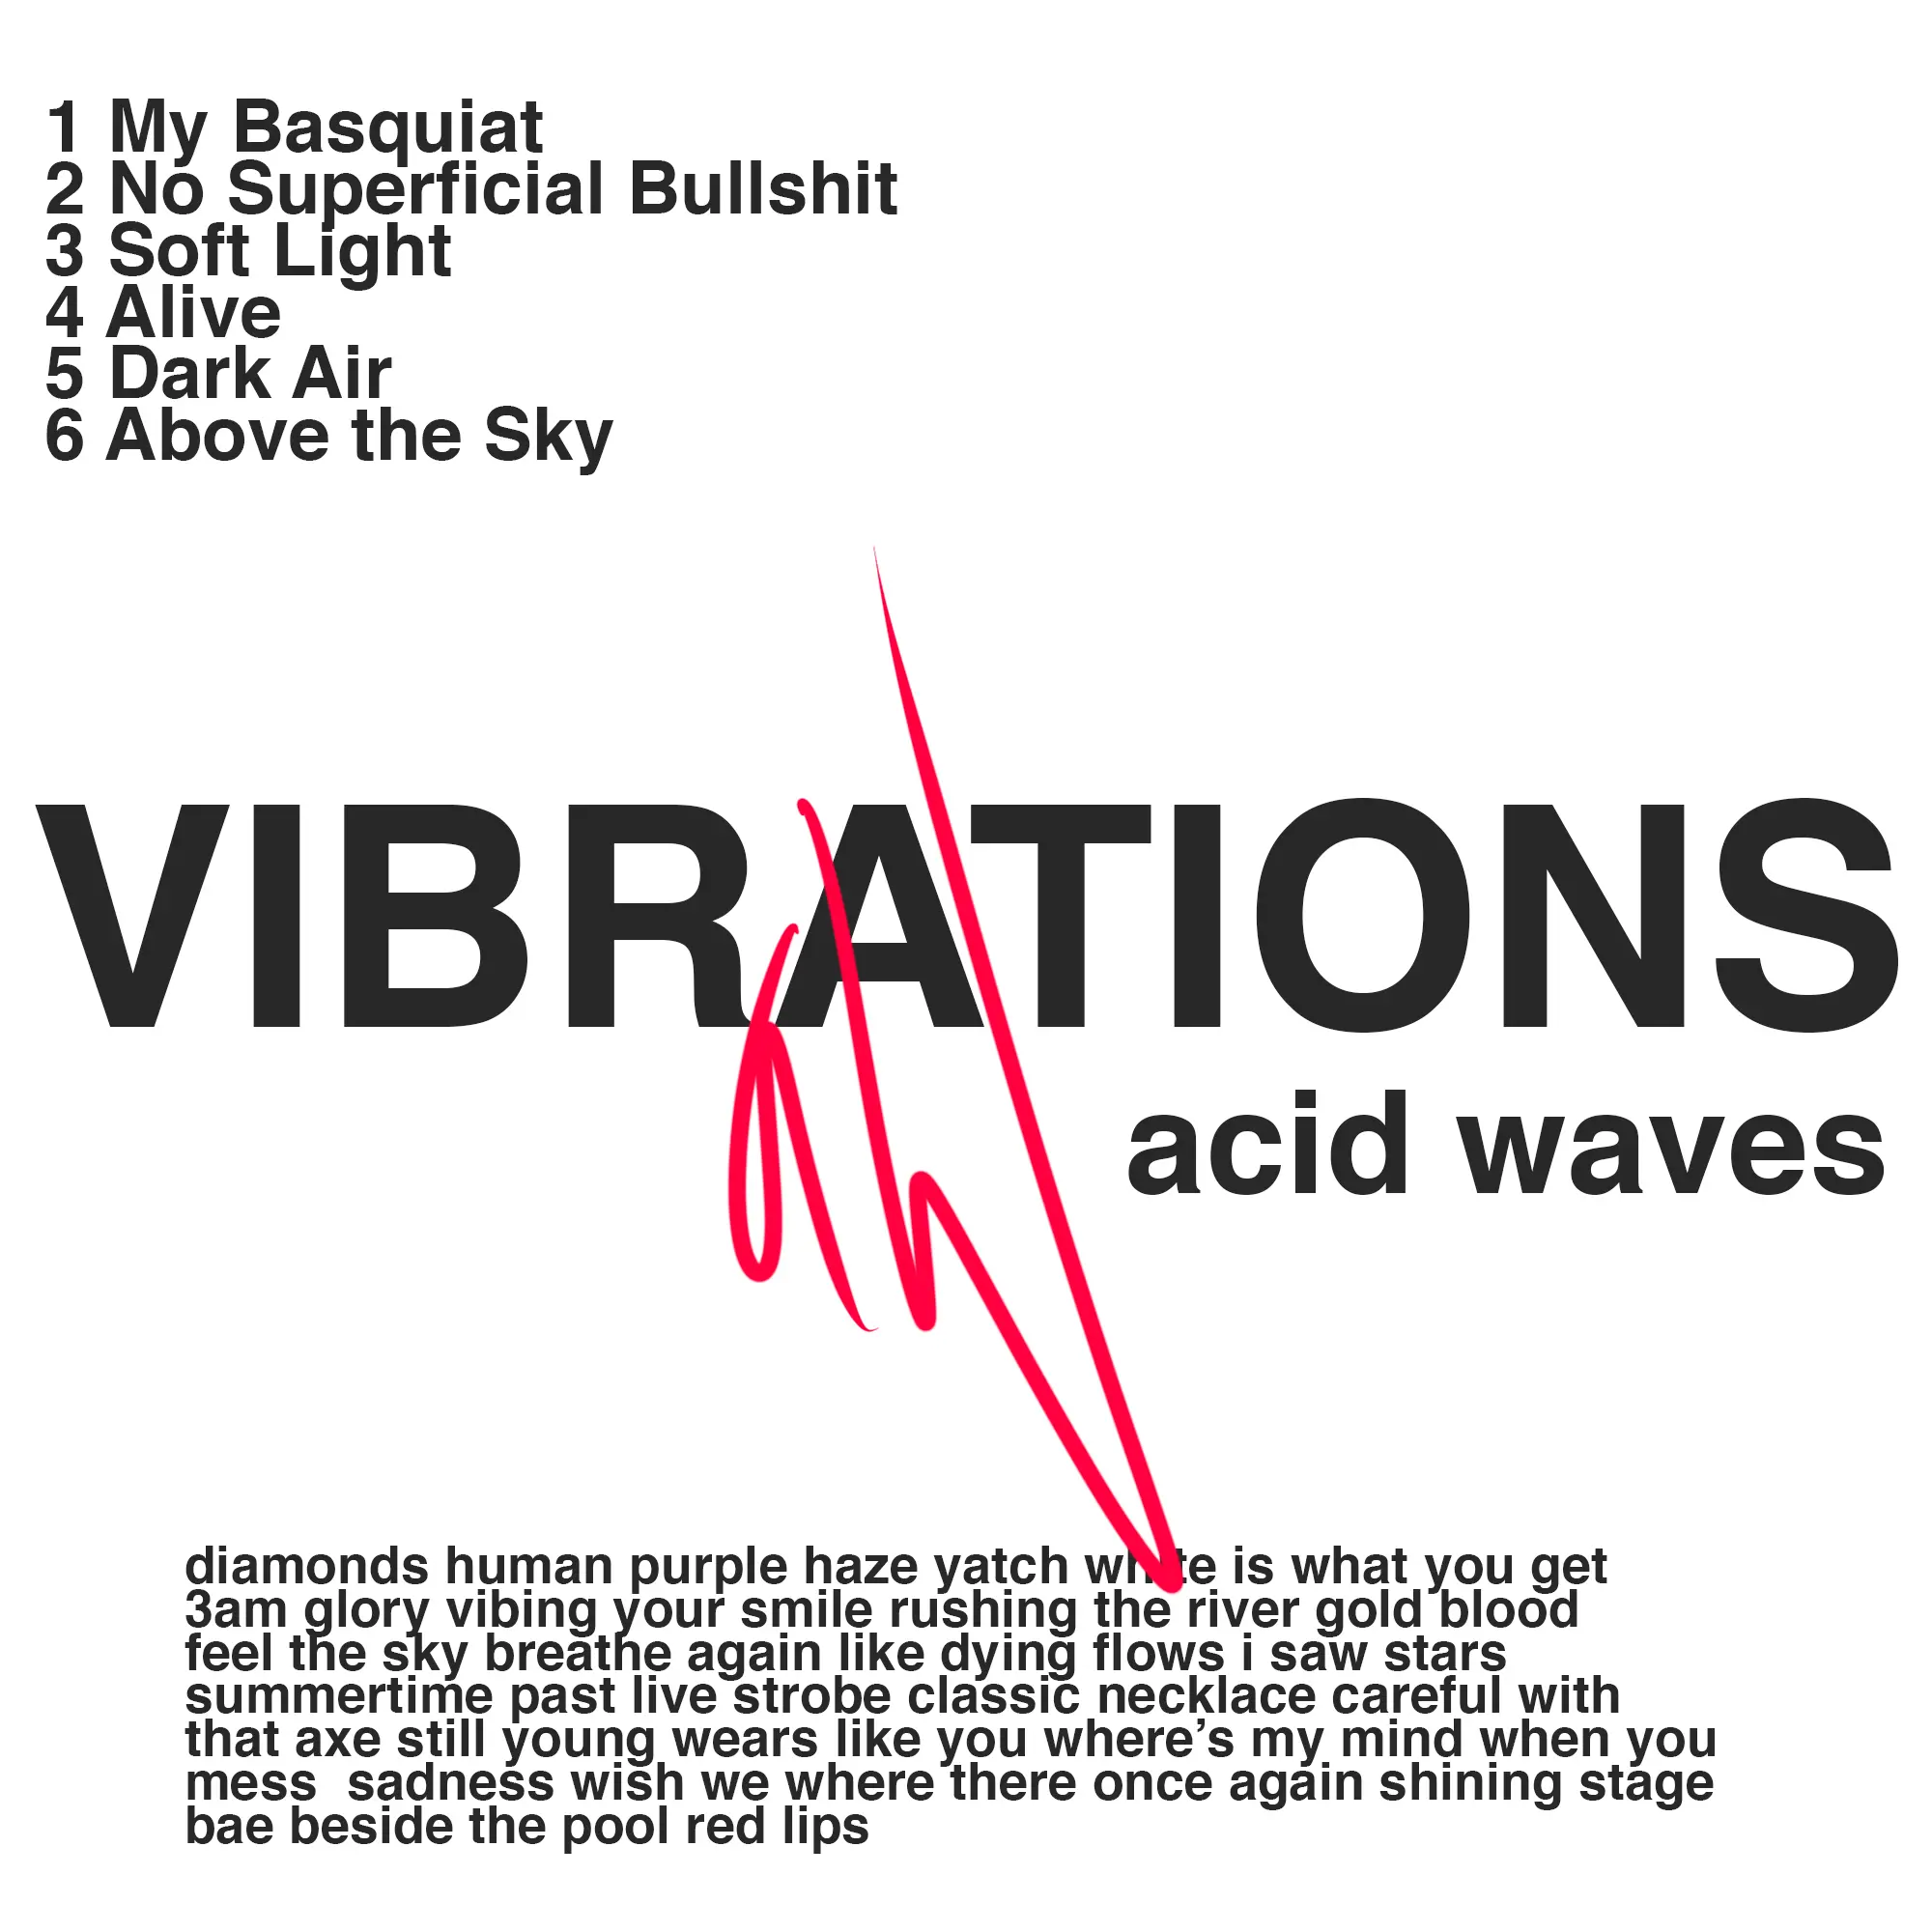 1 My Basquiat
2 No Superficial Bullshit
3 Soft Light
4 Alive
5 Dark Air
6 Above the Sky
VIBRATIONS
acid waves
diamonds human purple haze yatch white is what you get
3am glory vibing your smile rushing the river gold blood
feel the sky breathe again like dying flows i saw stars
summertime past live strobe classic necklace careful with
that axe still young wears like you where’s my mind when you
mess  sadness wish we where there once again shining stage
bae beside the pool red lips